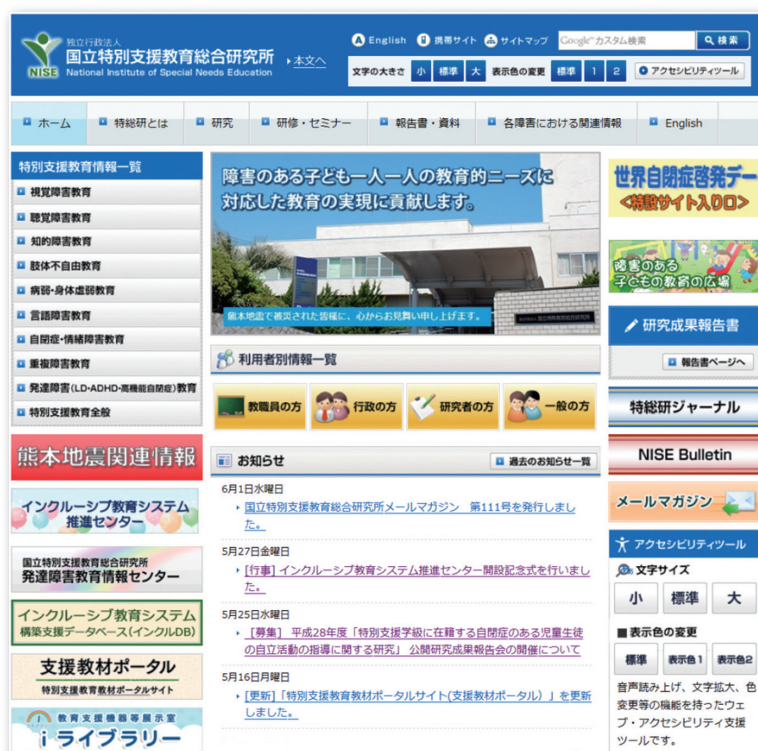 独立行政法人
国立特別支援教育総合研究所
National Institute of Special Needs Education
NISE
本文へ
English 携帯サイト サイトマップ Google™ カスタム検索 検索
文字の大きさ 小 標準 大 表示色の変更 標準 1 2 アクセシビリティツール
ホーム 特総研とは 研究 研修・セミナー 報告書・資料 各障害における関連情報 English
特別支援教育情報一覧
視覚障害教育
聴覚障害教育
知的障害教育
肢体不自由教育
病弱・身体虚弱教育
言語障害教育
自閉症・情緒障害教育
重複障害教育
発達障害(LD・ADHD・高機能自閉症)教育
特別支援教育全般
熊本地震関連情報
インクルーシブ教育システム
推進センター
国立特別支援教育総合研究所
発達障害教育情報センター
インクルーシブ教育システム
構築支援データベース(インクルDB)
支援教材ポータル
特別支援教育教材ポータルサイト
教育支援機器等展示室
iライブラリー
障害のある子ども一人一人の教育的ニーズに
対応した教育の実現に貢献します。
熊本地震で被災された皆様に、心からお見舞い申し上げます。
利用者別情報一覧
教職員の方 行政の方 研究者の方 一般の方
お知らせ 過去のお知らせ一覧
6月1日水曜日
国立特別支援教育総合研究所メールマガジン 第111号を発行しまし
た。
5月27日金曜日
[行事] インクルーシブ教育システム推進センター開設記念式を行いまし
た。
5月25日水曜日
[募集] 平成28年度「特別支援学級に在籍する自閉症のある児童生徒
の自立活動の指導に関する研究」 公開研究成果報告会の開催について
5月16日月曜日
[更新]「特別支援教育教材ポータルサイト(支援教材ポータル）」を更新
しました。
世界自閉症啓発デー
<特設サイト入り口>
障害のある
子どもの教育の広場
研究成果報告書
報告書ページへ
特総研ジャーナル
NISE Bulletin
メールマガジン
アクセシビリティツール
文字サイズ
小 標準 大
■表示色の変更
標準 表示色1 表示色2
音声読み上げ、文字拡大、色
変更等の機能を持ったウェ
ブ・アクセシビリティ支援
ツールです。